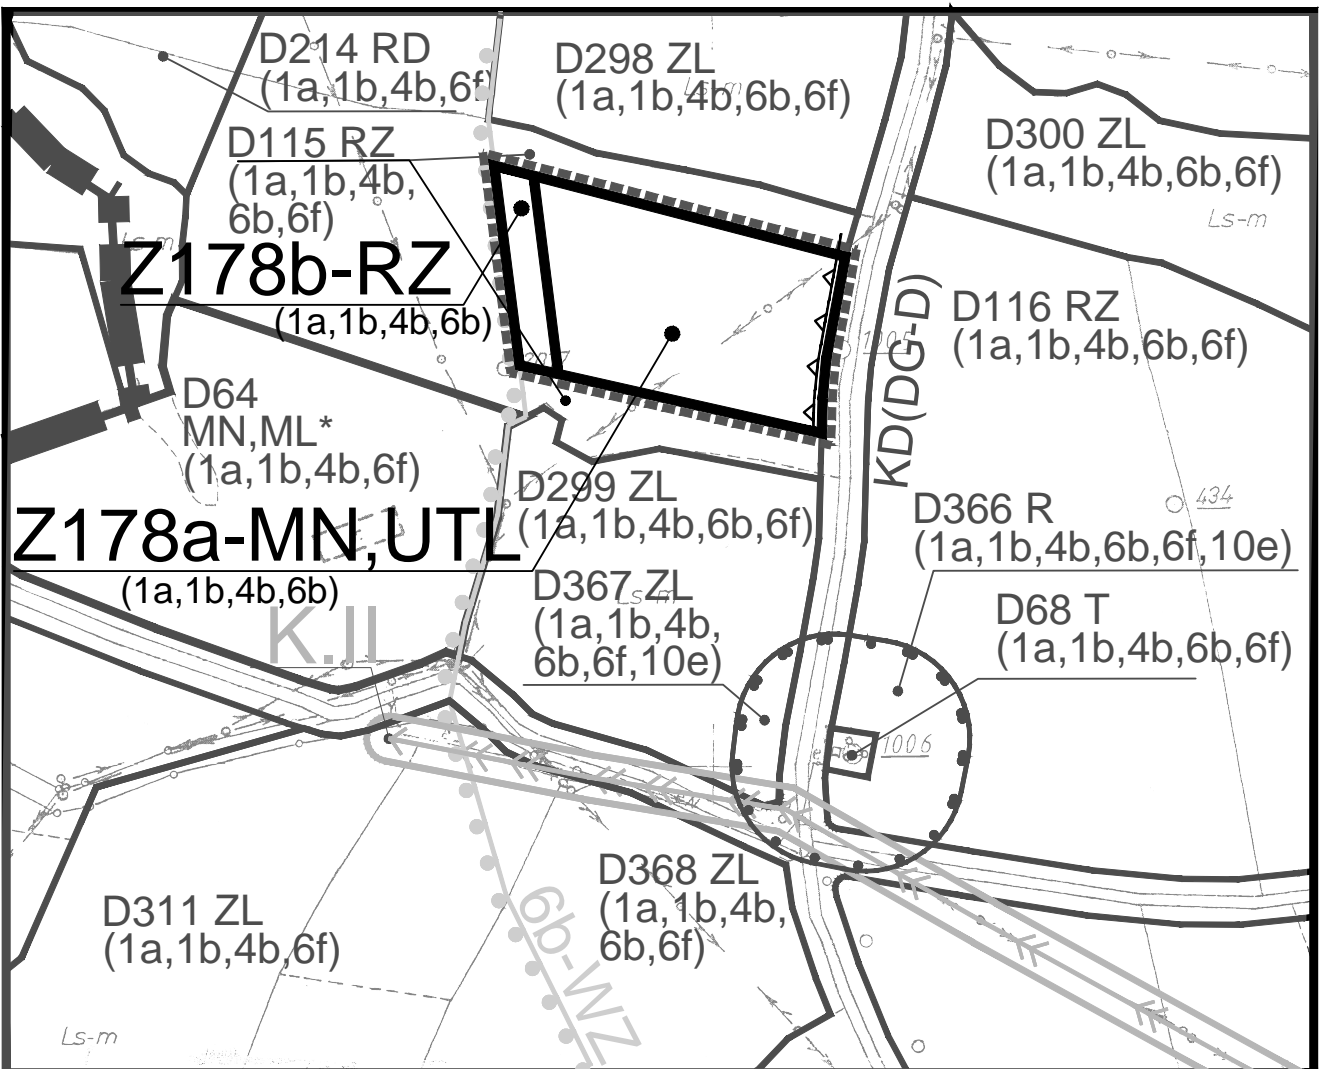 D214 RD
(1a,1b,4b,6f)
D298 ZL
(1a,1b,4b,6b,6f)
Ls-m
D300 ZL
(1a,1b,4b,6b,6f)
Ls-m
D115 RZ
(1a,1b,4b,
6b,6f)
Ls-m
Z178b-RZ
(1a,1b,4b,6b)
KD(DG-D)
D116 RZ
(1a,1b,4b,6b,6f)
1005
D64
MN,ML*
(1a,1b,4b,6f)
D299 ZL
(1a,1b,4b,6b,6f)
434
Z178a-MN,UTL
(1a,1b,4b,6b)
D366 R
(1a,1b,4b,6b,6f,10e)
D367 ZL
(1a,1b,4b,
6b,6f,10e)
Ls-m
D68 T
(1a,1b,4b,6b,6f)
K.JI
1006
D311 ZL
(1a,1b,4b,6f)
D368 ZL
(1a,1b,4b,
6b,6f)
6b-WZ
Ls-m